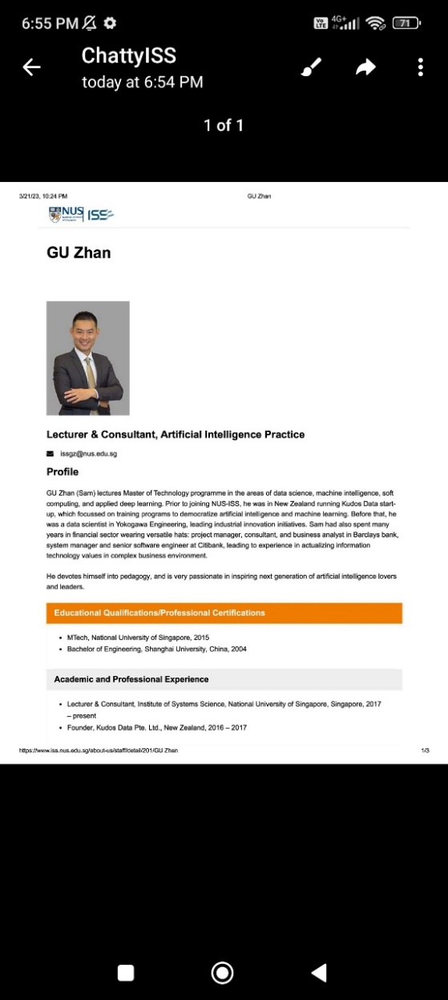 6:55 PM
Vo LTE 4G+ 71
ChattyISS
today at 6:54 PM
1 of 1
3/21/23, 10:24 PM GU Zhan
NUS ISS
GU Zhan
Lecturer & Consultant, Artificial Intelligence Practice
issgz@nus.edu.sg
Profile
GU Zhan (Sam) lectures Master of Technology programme in the areas of data science, machine intelligence, soft
computing, and applied deep learning. Prior to joining NUS-ISS, he was in New Zealand running Kudos Data start-
up, which focussed on training programs to democratize artificial intelligence and machine learning. Before that, he
was a data scientist in Yokogawa Engineering, leading industrial innovation initiatives. Sam had also spent many
years in financial sector wearing versatile hats: project manager, consultant, and business analyst in Barclays bank,
system manager and senior software engineer at Citibank, leading to experience in actualizing information
technology values in complex business environment.
He devotes himself into pedagogy, and is very passionate in inspiring next generation of artificial intelligence lovers
and leaders.
Educational Qualifications/Professional Certifications
• MTech, National University of Singapore, 2015
• Bachelor of Engineering, Shanghai University, China, 2004
Academic and Professional Experience
• Lecturer & Consultant, Institute of Systems Science, National University of Singapore, Singapore, 2017
– present
• Founder, Kudos Data Pte. Ltd., New Zealand, 2016 – 2017
https://www.iss.nus.edu.sg/about-us/staff/detail/201/GU Zhan 1/3